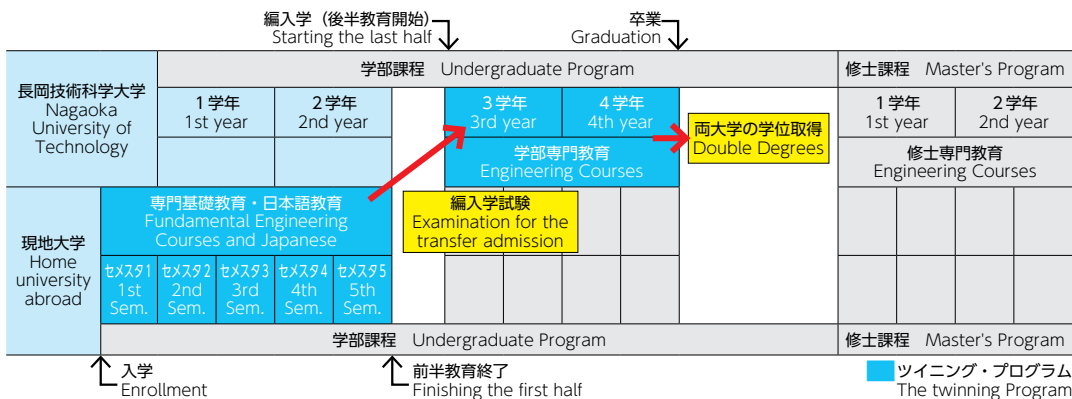 編入学（後半教育開始）
Starting the last half
卒業
Graduation
長岡技術科学大学
Nagaoka
University of
Technology
学部課程 Undergraduate Program
修士課程 Master's Program
1学年
1st year
2学年
2nd year
3学年
3rd year
4学年
4th year
両大学の学位取得
Double Degrees
1学年
1st year
2学年
2nd year
学部専門教育
Engineering Courses
修士専門教育
Engineering Courses
現地大学
Home
university
abroad
専門基礎教育・日本語教育
Fundamental Engineering
Courses and Japanese
編入学試験
Examination for the
transfer admission
セメスタ1
1st
Sem.
セメスタ2
2nd
Sem.
セメスタ3
3rd
Sem.
セメスタ4
4th
Sem.
セメスタ5
5th
Sem.
学部課程 Undergraduate Program
修士課程 Master's Program
入学
Enrollment
前半教育終了
Finishing the first half
ツイニング・プログラム
The twinning Program